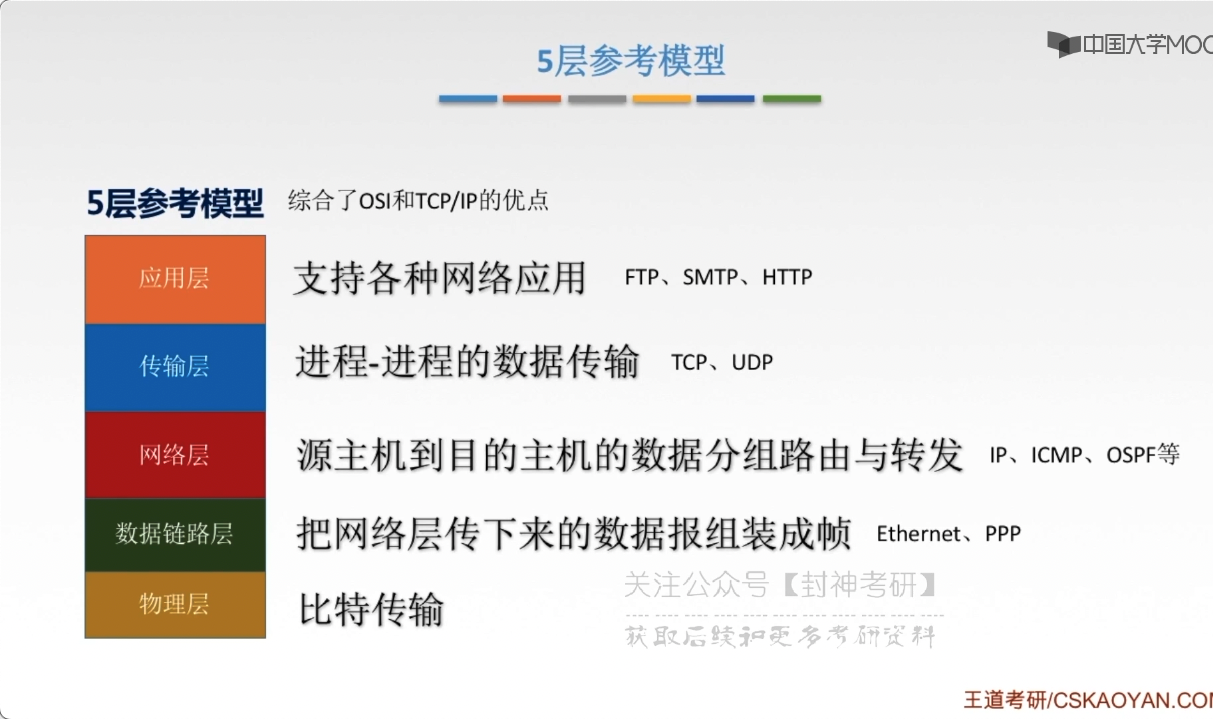 中国大学MOO
5层参考模型
5层参考模型 综合了OSI和TCP/IP的优点
应用层 支持各种网络应用 FTP、SMTP、HTTP
传输层 进程-进程的数据传输 TCP、UDP
网络层 源主机到目的主机的数据分组路由与转发 IP、ICMP、OSPF等
数据链路层 把网络层传下来的数据报组装成帧 Ethernet、PPP
物理层 比特传输
关注公众号【封神考研】
获取后续和更多考研资料
王道考研/CSKAOYAN.COM